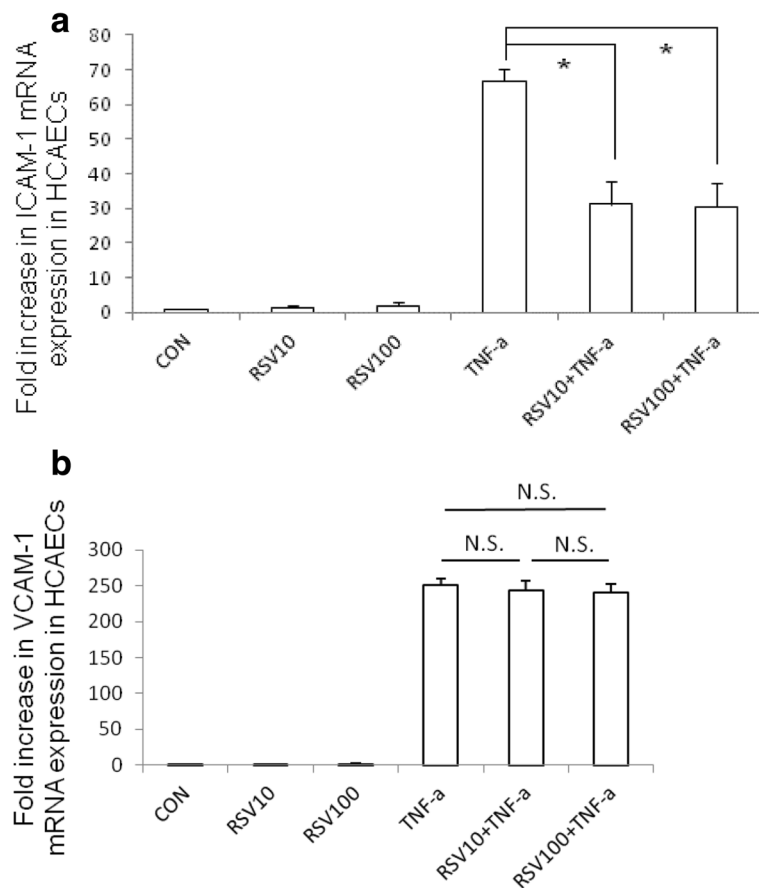 a
Fold increase in ICAM-1 mRNA
expression in HCAECs
80
70
60
50
40
30
20
10
0
*
*
CON
RSV10
RSV100
TNF-a
RSV10+TNF-a
RSV100+TNF-a
b
Fold increase in VCAM-1
mRNA expression in HCAECs
N.S.
N.S.
N.S.
300
250
200
150
100
50
0
CON
RSV10
RSV100
TNF-a
RSV10+TNF-a
RSV100+TNF-a